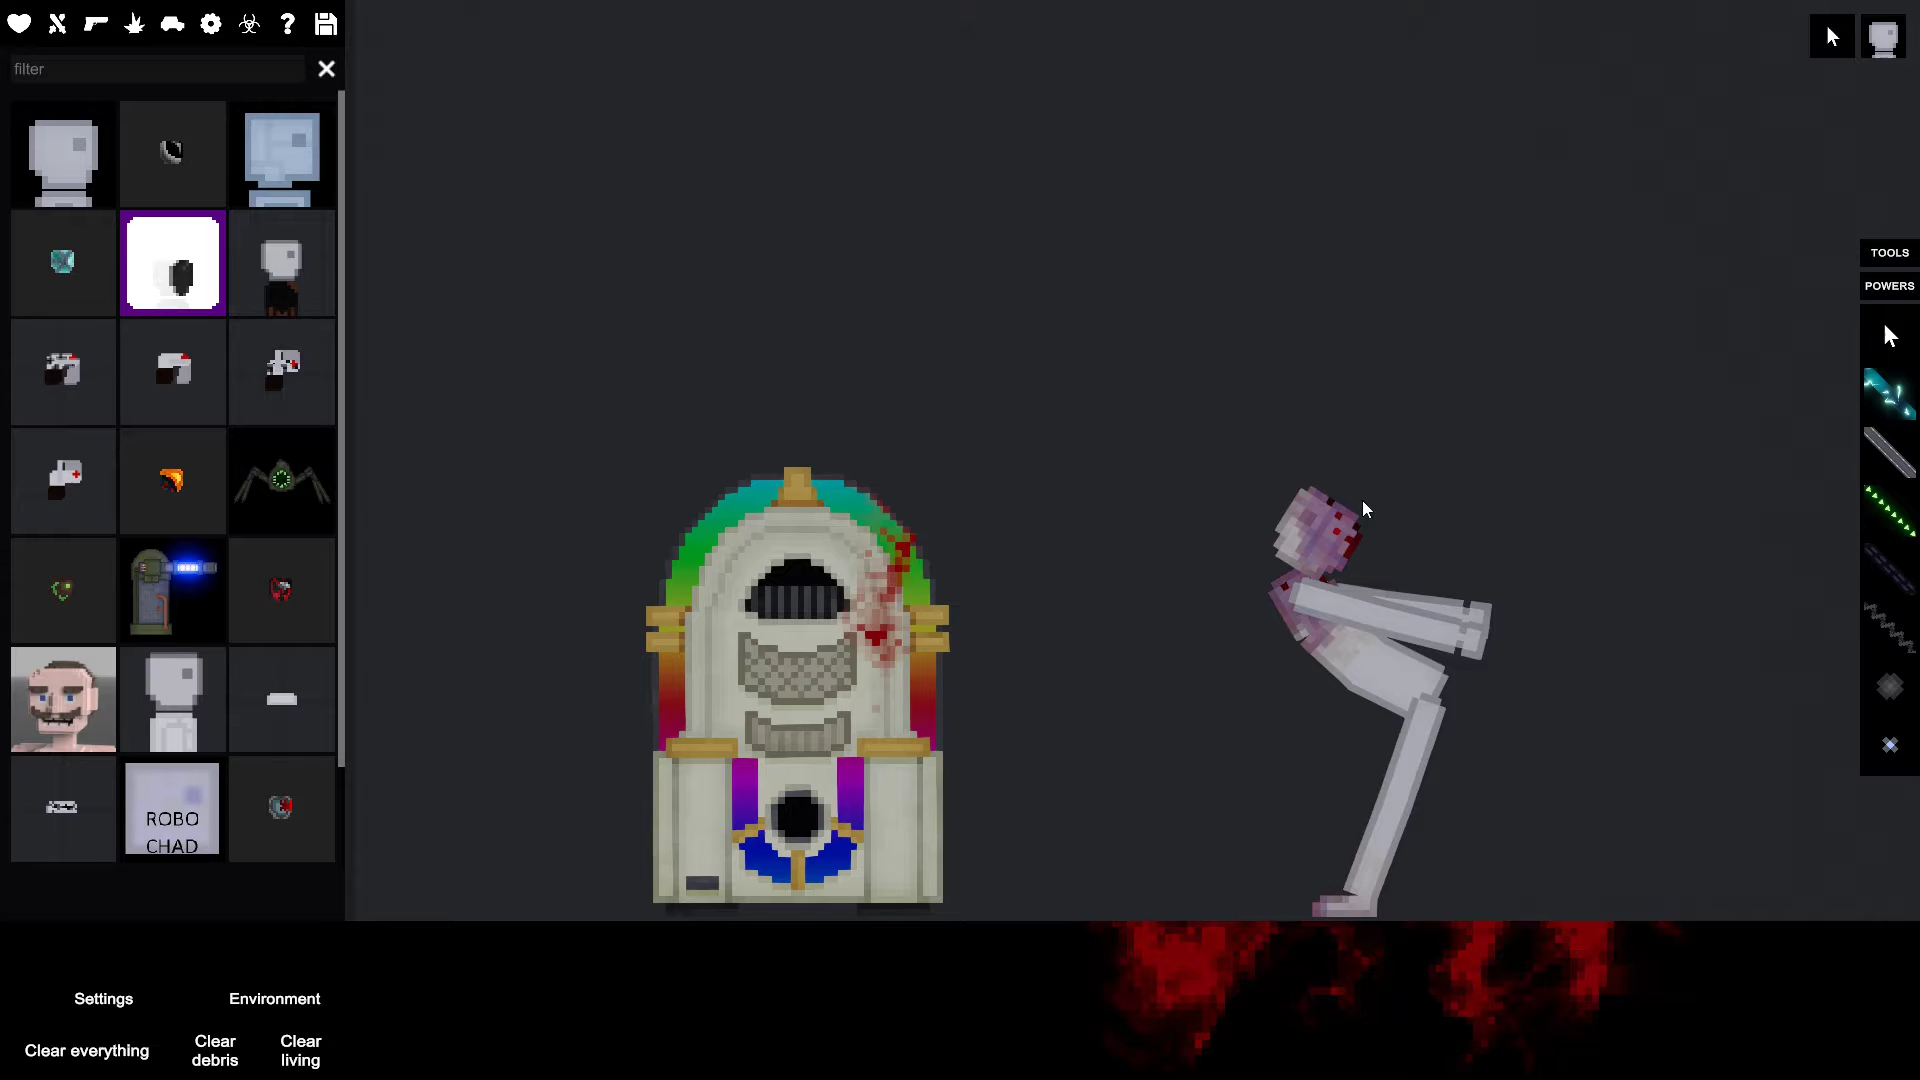 filter
TOOLS
POWERS
ROBO
CHAD
Settings
Environment
Clear everything
Clear
debris
Clear
living